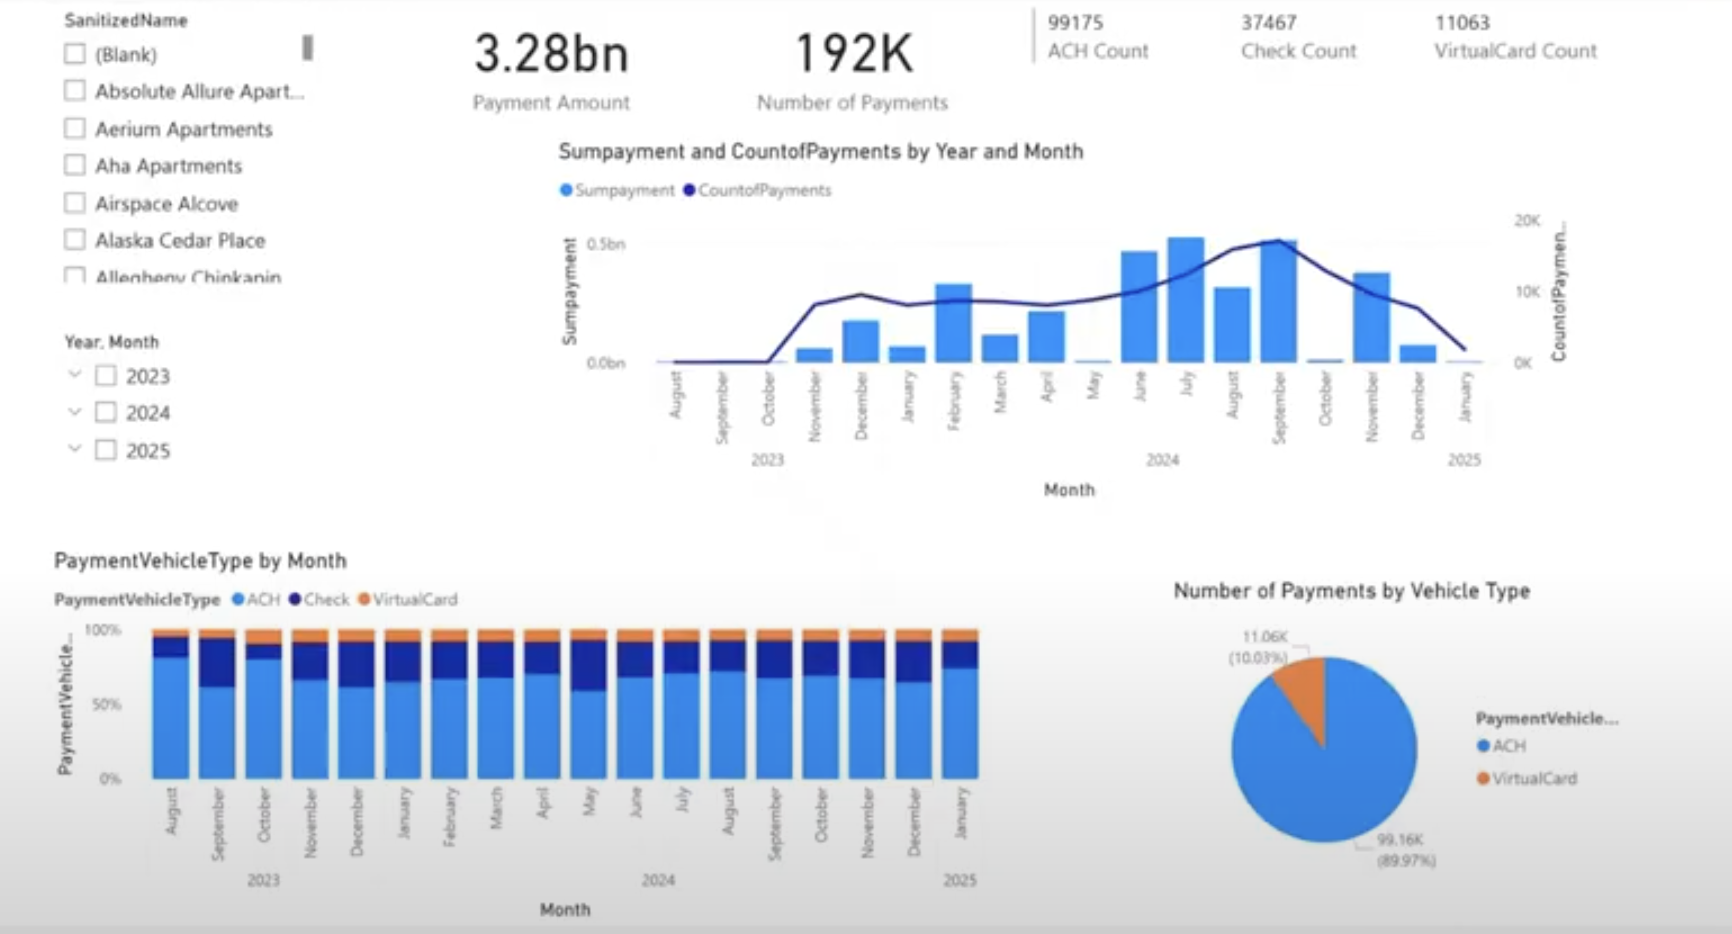 SanitizedName
(Blank)
Absolute Allure Apart...
Aerium Apartments
Aha Apartments
Airspace Alcove
Alaska Cedar Place
Allegheny Chinkapin
Year, Month
2023
2024
2025
3.28bn
Payment Amount
192K
Number of Payments
99175
ACH Count
37467
Check Count
11063
VirtualCard Count
Sumpayment and CountofPayments by Year and Month
Sumpayment CountofPayments
Sumpayment
0.5bn
0.0bn
20K
10K
0K
CountofPaymen...
August
September
October
November
December
January
February
March
April
May
June
July
August
September
October
November
December
January
2023
2024
2025
Month
PaymentVehicleType by Month
PaymentVehicleType ACH Check VirtualCard
PaymentVehicle...
100%
50%
0%
August
September
October
November
December
January
February
March
April
May
June
July
August
September
October
November
December
January
2023
2024
2025
Month
Number of Payments by Vehicle Type
11.06K
(10.03%)
99.16K
(89.97%)
PaymentVehicle...
ACH
VirtualCard